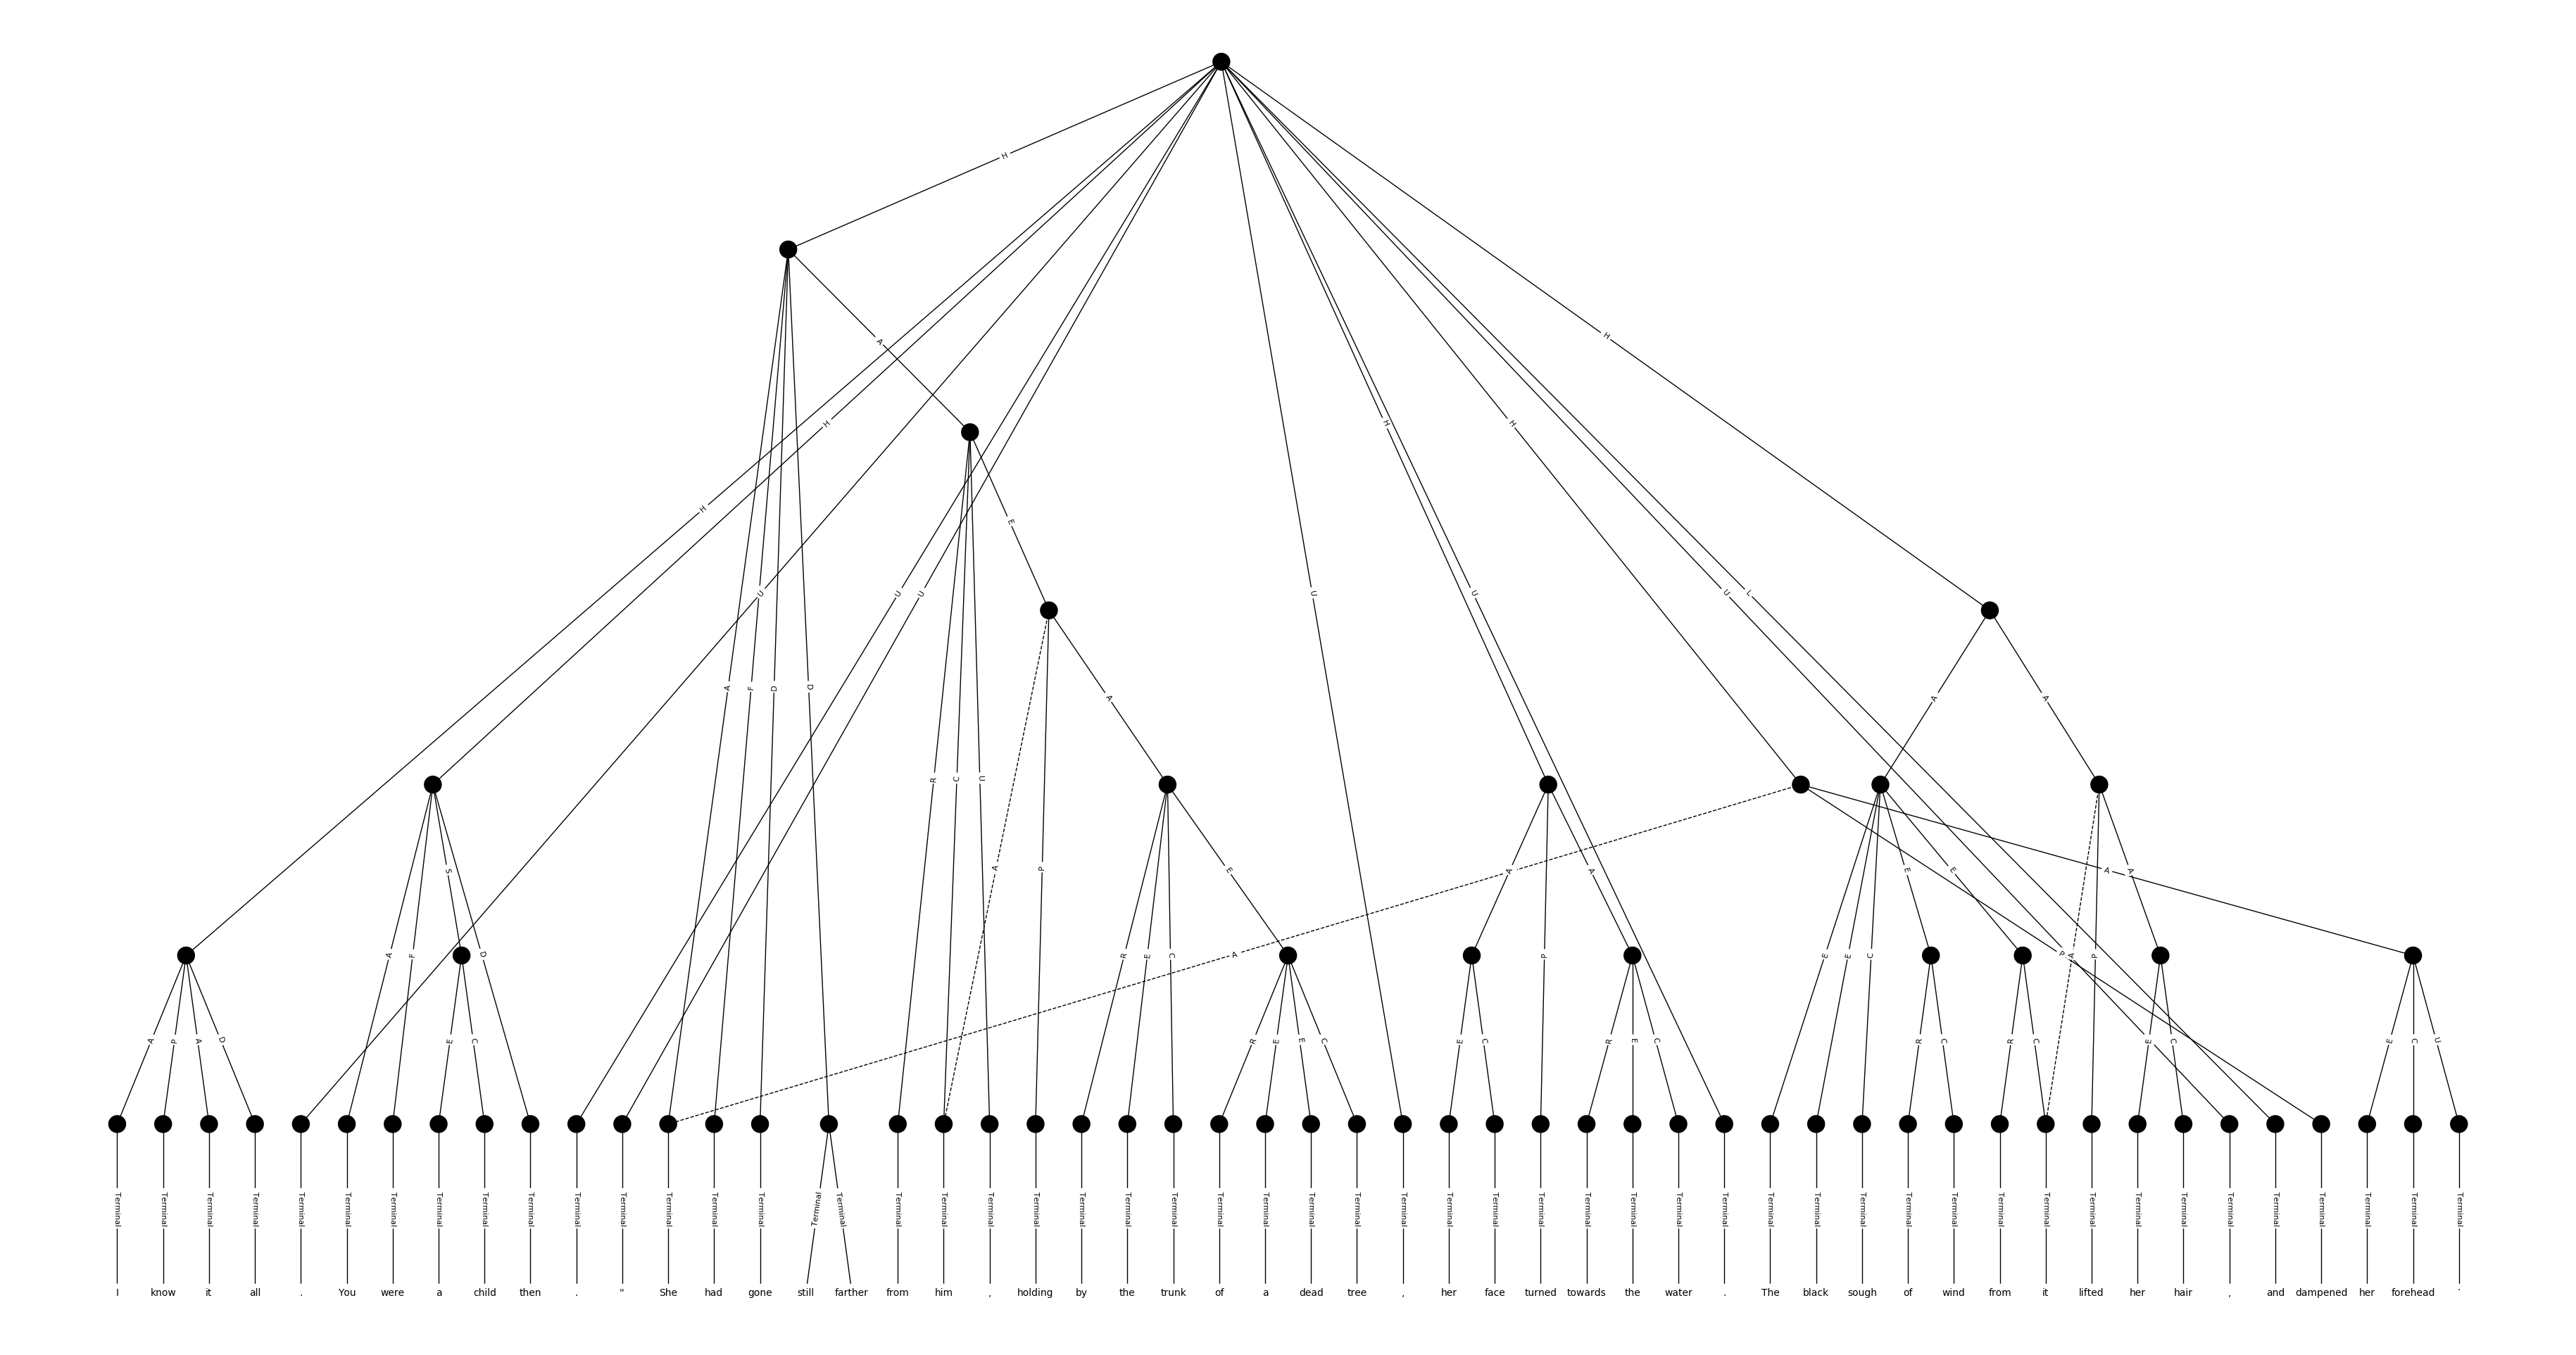 H
H
A
H H H
H
E
U U U U U U L
A F D D A A A
R C U
S A P E A A E E A A
A F D R E C A P E E C P A P
A P A D E C R E E C E C R E C R C R C E C E C U
Terminal Terminal Terminal Terminal Terminal Terminal Terminal Terminal Terminal Terminal Terminal Terminal Terminal Terminal Terminal Terminal Terminal Terminal Terminal Terminal Terminal Terminal Terminal Terminal Terminal Terminal Terminal Terminal Terminal Terminal Terminal Terminal Terminal Terminal Terminal Terminal Terminal Terminal Terminal Terminal Terminal Terminal Terminal Terminal Terminal Terminal Terminal Terminal Terminal Terminal Terminal Terminal
I know it all . You were a child then . " She had gone still farther from him , holding by the trunk of a dead tree , her face turned towards the water . The black sough of wind from it lifted her hair , and dampened her forehead '